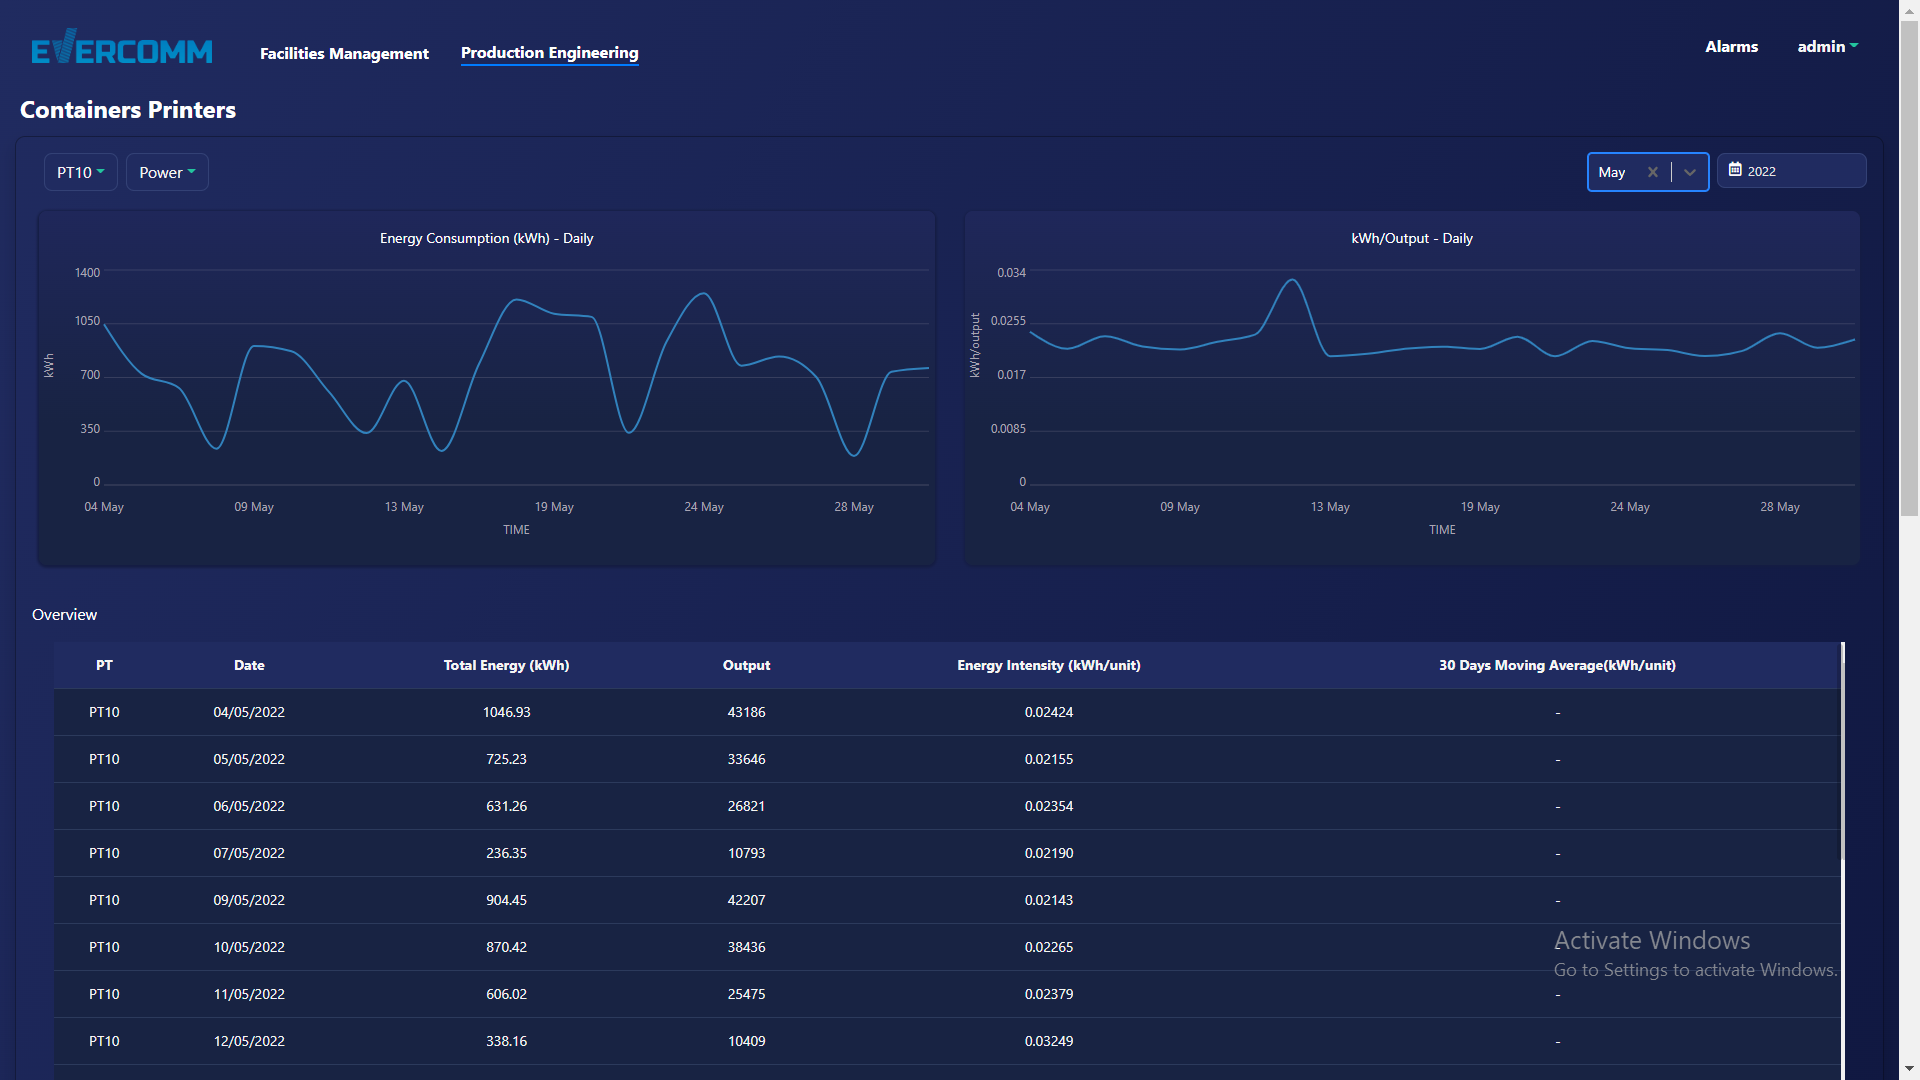 EVERCOMM
Facilities Management
Production Engineering
Alarms
admin
Containers Printers
PT10
Power
May
2022
Energy Consumption (kWh) - Daily
kWh
1400
1050
700
350
0
04 May 09 May 13 May 19 May 24 May 28 May
TIME
kWh/Output - Daily
kWh/output
0.034
0.0255
0.017
0.0085
0
04 May 09 May 13 May 19 May 24 May 28 May
TIME
Overview
PT Date Total Energy (kWh) Output Energy Intensity (kWh/unit) 30 Days Moving Average(kWh/unit)
PT10 04/05/2022 1046.93 43186 0.02424 -
PT10 05/05/2022 725.23 33646 0.02155 -
PT10 06/05/2022 631.26 26821 0.02354 -
PT10 07/05/2022 236.35 10793 0.02190 -
PT10 09/05/2022 904.45 42207 0.02143 -
PT10 10/05/2022 870.42 38436 0.02265 -
PT10 11/05/2022 606.02 25475 0.02379 -
PT10 12/05/2022 338.16 10409 0.03249 -
Activate Windows
Go to Settings to activate Windows.